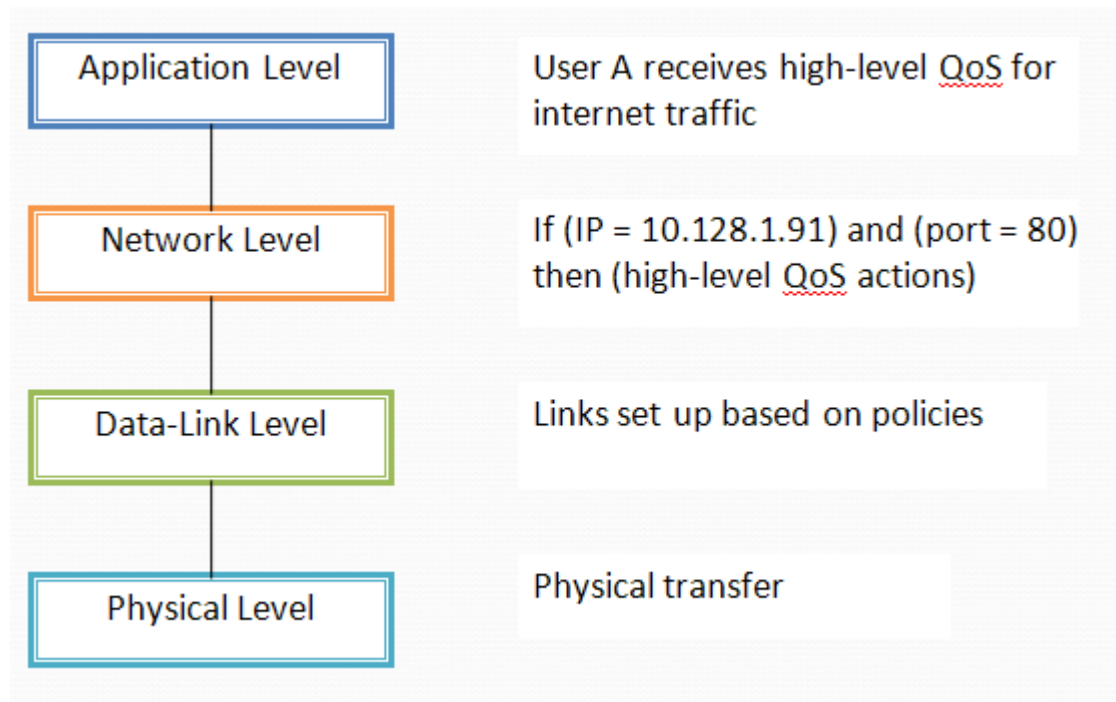 Application Level
User A receives high-level QoS for
internet traffic
Network Level
If (IP = 10.128.1.91) and (port = 80)
then (high-level QoS actions)
Data-Link Level
Links set up based on policies
Physical Level
Physical transfer